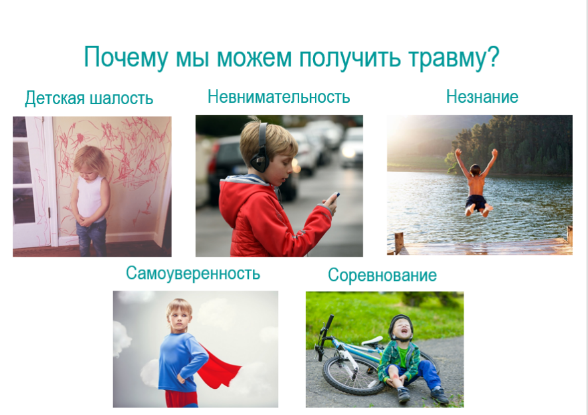 Почему мы можем получить травму?
Детская шалость
Невнимательность
Незнание
Самоуверенность
Соревнование